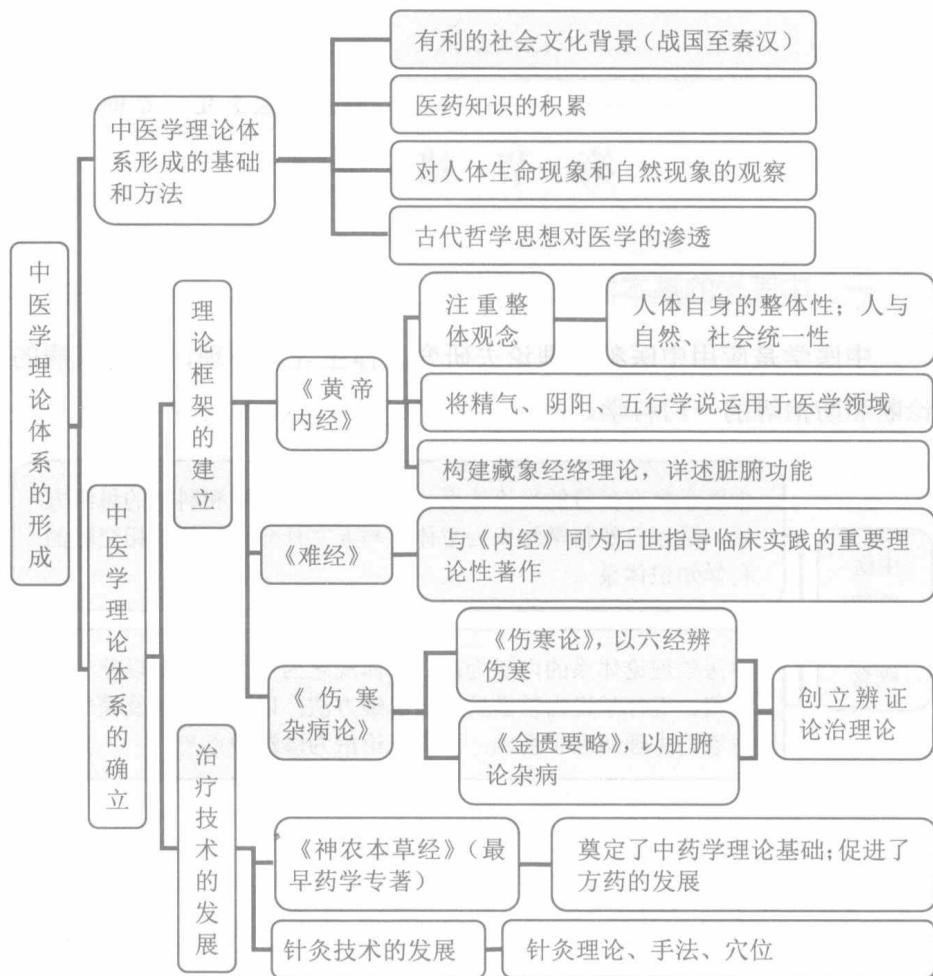 有利的社会文化背景（战国至秦汉）
医药知识的积累
中医学理论体
系形成的基础
和方法
对人体生命现象和自然现象的观察
古代哲学思想对医学的渗透
中医学理论体系的形成
中医学理论体系的确立
理论框架的建立
《黄帝
内经》
注重整
体观念
人体自身的整体性；人与
自然、社会统一性
将精气、阴阳、五行学说运用于医学领域
构建藏象经络理论，详述脏腑功能
《难经》
与《内经》同为后世指导临床实践的重要理
论性著作
《伤寒
杂病论》
《伤寒论》，以六经辨
伤寒
《金匮要略》，以脏腑
论杂病
创立辨证
论治理论
治疗技术的发展
《神农本草经》（最
早药学专著）
奠定了中药学理论基础；促进了
方药的发展
针灸技术的发展
针灸理论、手法、穴位